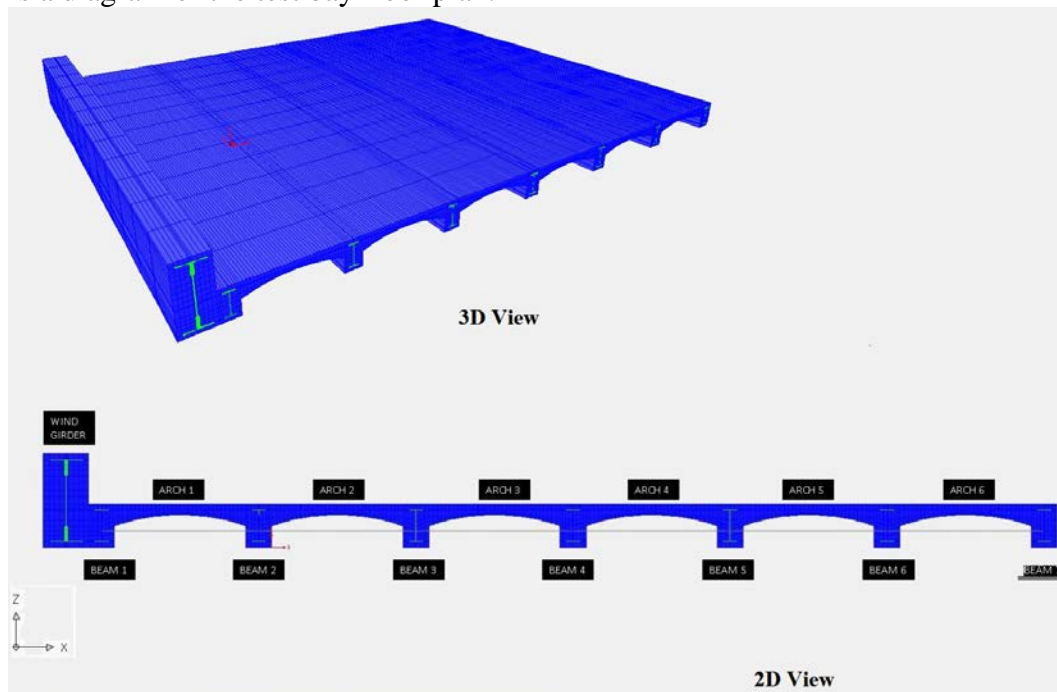 3D View
WIND
GIRDER
ARCH 1
ARCH 2
ARCH 3
ARCH 4
ARCH 5
ARCH 6
BEAM 1
BEAM 2
BEAM 3
BEAM 4
BEAM 5
BEAM 6
BEAM
Z
X
2D View